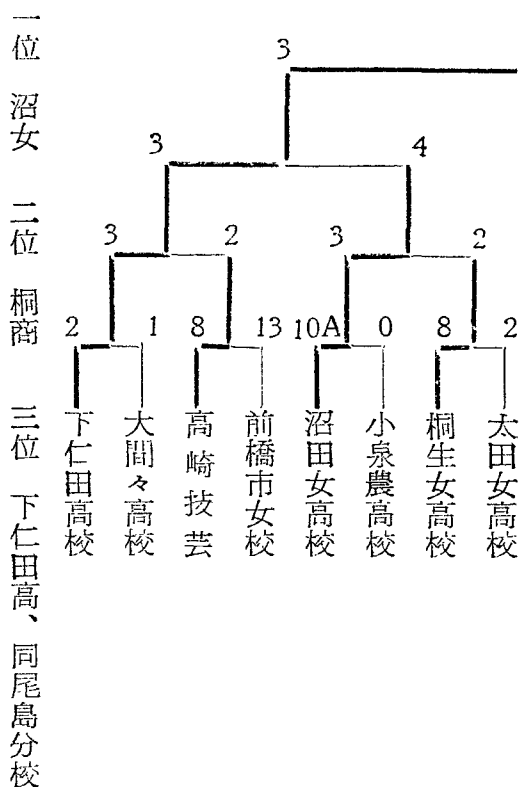 一位 沼女 二位 桐商 三位 下仁田高、同尾島分校
3
3 4
3 2 3 2
2 1 8 13 10A 0 8 2
下仁田高校
大間々高校
高崎技芸
前橋市女校
沼田女高校
小泉農高校
桐生女高校
太田女高校